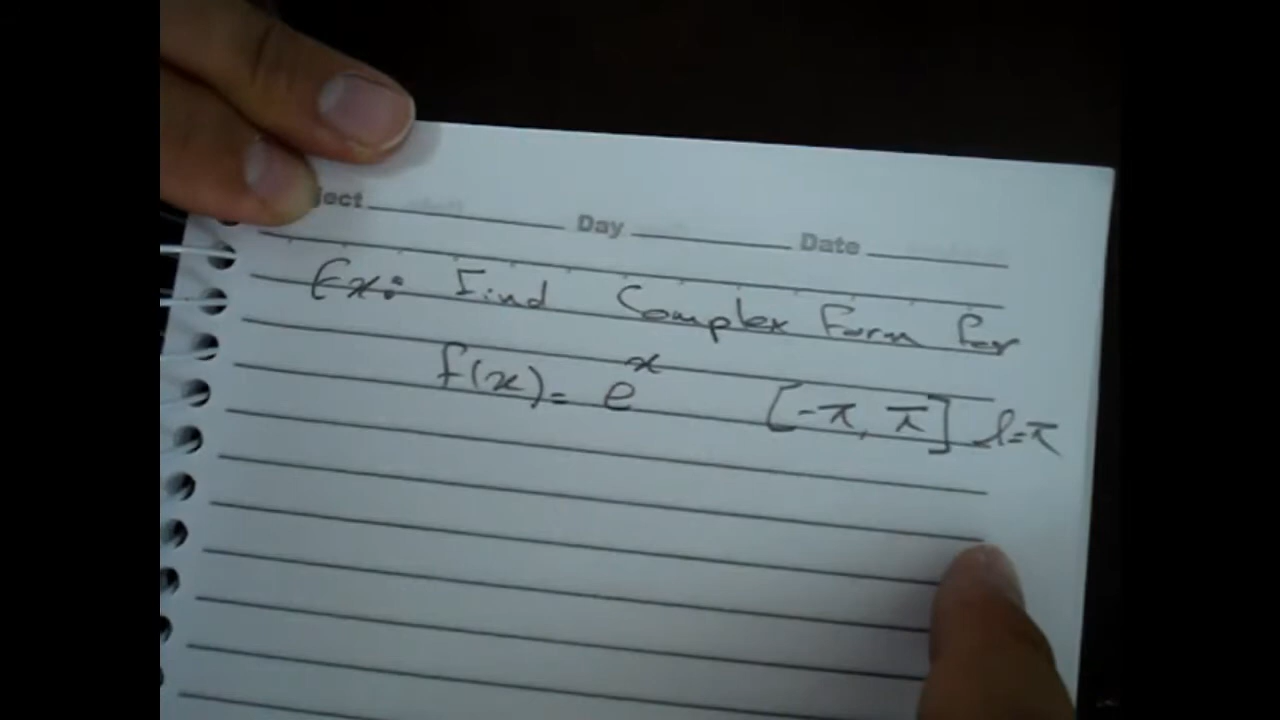 ject Day Date
Ex: Find Complex Form for
f(x) = e^x [-π, π] l=π